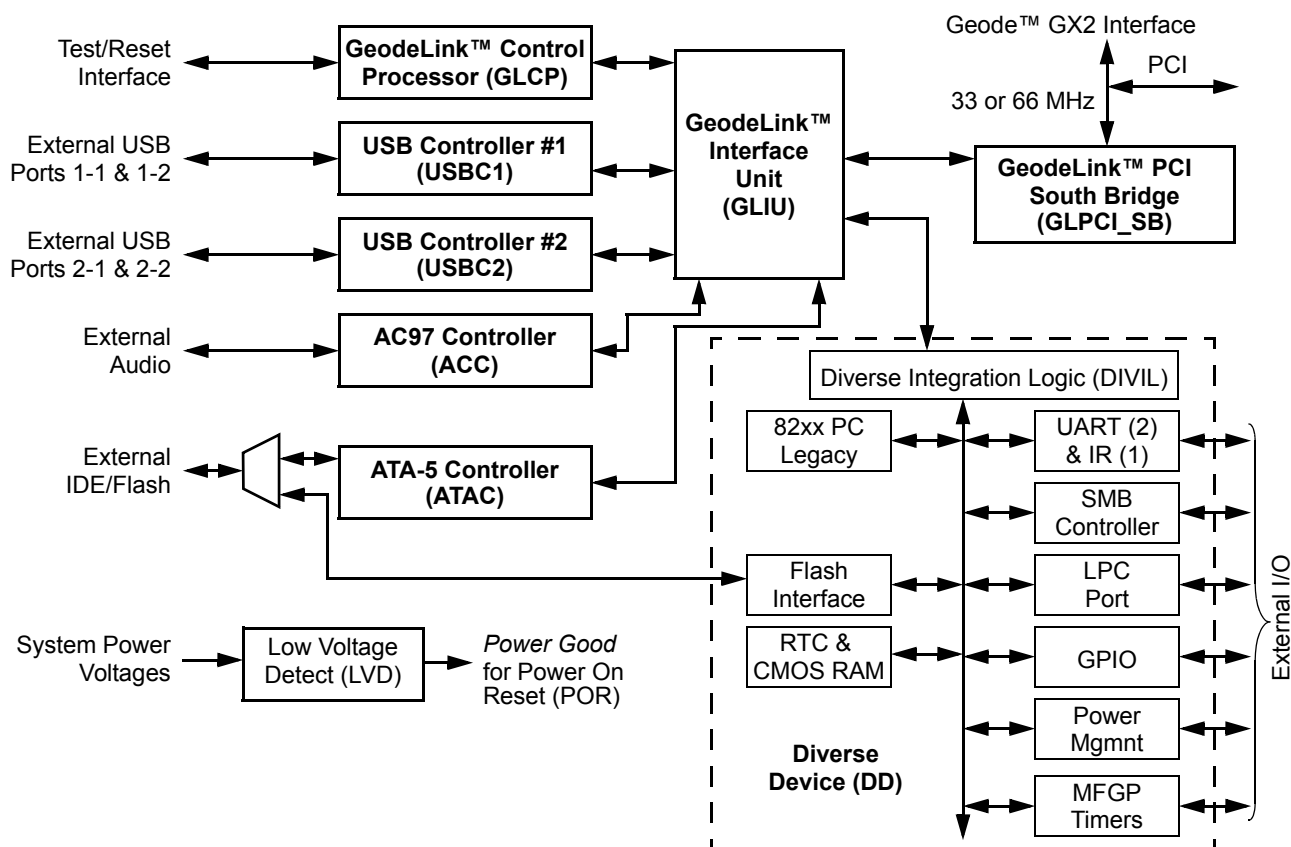 Test/Reset
Interface
GeodeLink™ Control
Processor (GLCP)
External USB
Ports 1-1 & 1-2
USB Controller #1
(USBC1)
External USB
Ports 2-1 & 2-2
USB Controller #2
(USBC2)
External
Audio
AC97 Controller
(ACC)
External
IDE/Flash
ATA-5 Controller
(ATAC)
System Power
Voltages
Low Voltage
Detect (LVD)
Power Good
for Power On
Reset (POR)
GeodeLink™
Interface
Unit
(GLIU)
Geode™ GX2 Interface
PCI
33 or 66 MHz
GeodeLink™ PCI
South Bridge
(GLPCI_SB)
Diverse Integration Logic (DIVIL)
82xx PC
Legacy
UART (2)
& IR (1)
SMB
Controller
Flash
Interface
LPC
Port
RTC &
CMOS RAM
GPIO
Power
Mgmnt
Diverse
Device (DD)
MFGP
Timers
External I/O